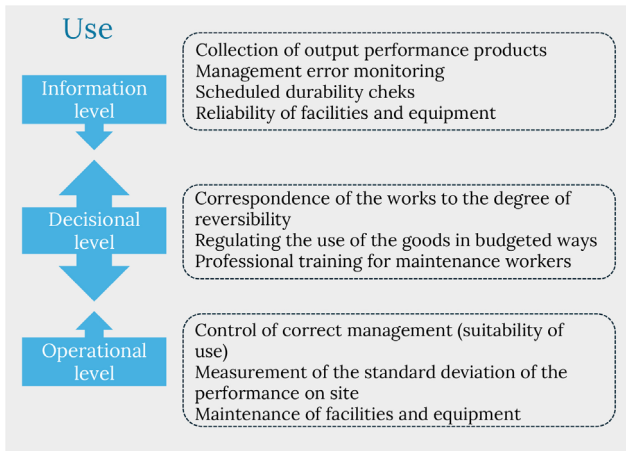 Use
Information
level
Collection of output performance products
Management error monitoring
Scheduled durability cheks
Reliability of facilities and equipment
Decisional
level
Correspondence of the works to the degree of
reversibility
Regulating the use of the goods in budgeted ways
Professional training for maintenance workers
Operational
level
Control of correct management (suitability of
use)
Measurement of the standard deviation of the
performance on site
Maintenance of facilities and equipment